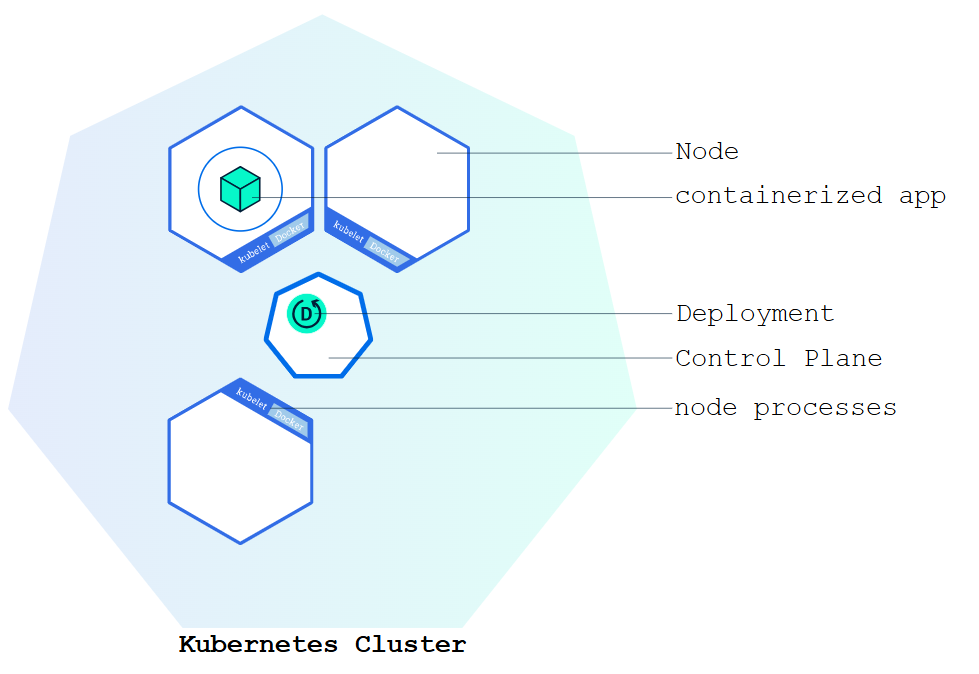 Node
containerized app
kubelet Docker
kubelet Docker
D
Deployment
Control Plane
kubelet Docker
node processes
Kubernetes Cluster